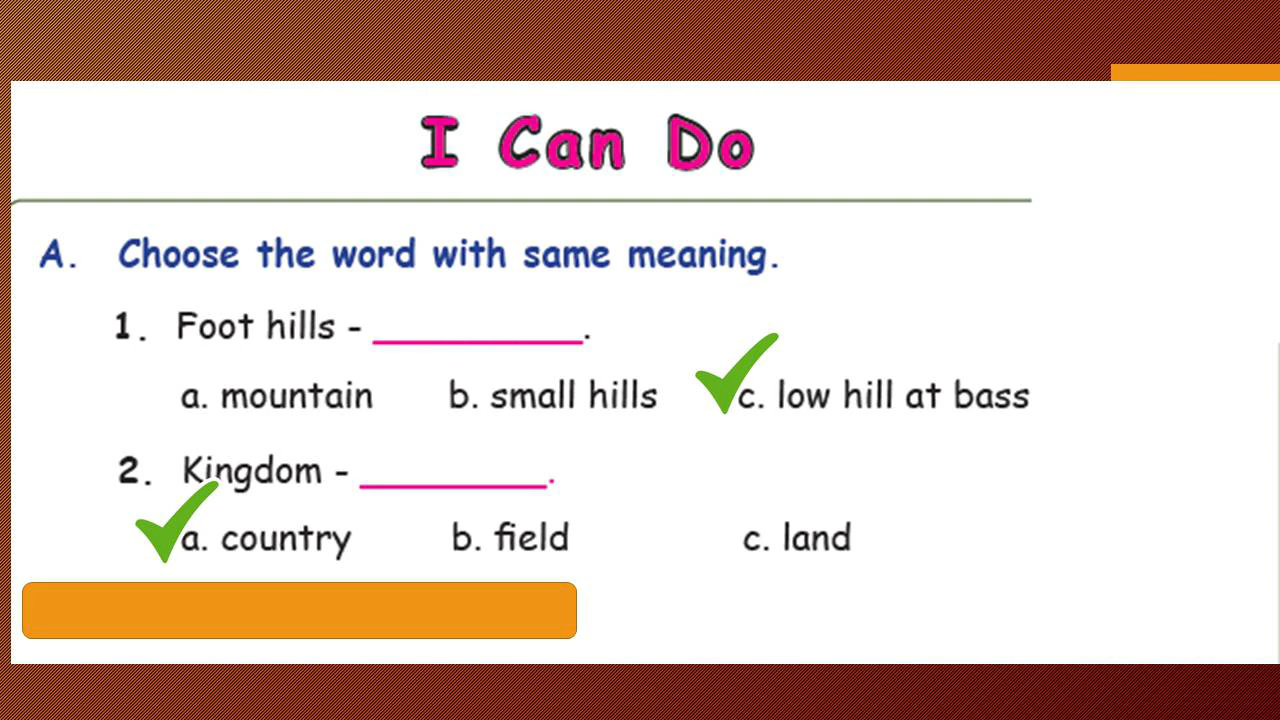 I Can Do
A. Choose the word with same meaning.
1. Foot hills - __________.
a. mountain b. small hills c. low hill at bass
2. Kingdom - _________.
a. country b. field c. land